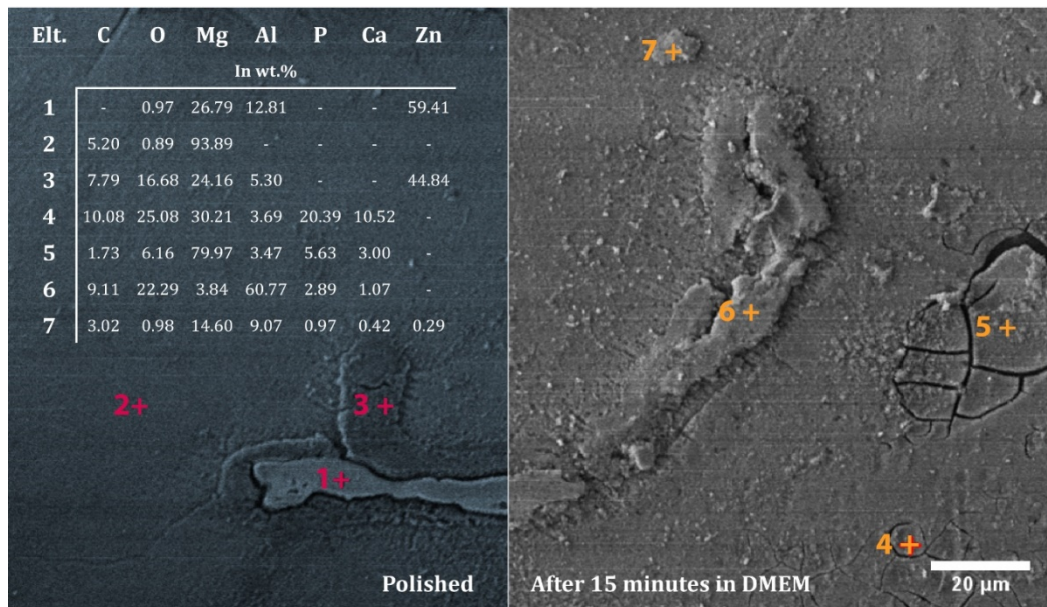 Elt. C O Mg Al P Ca Zn
In wt.%
1 - 0.97 26.79 12.81 - - 59.41
2 5.20 0.89 93.89 - - - -
3 7.79 16.68 24.16 5.30 - - 44.84
4 10.08 25.08 30.21 3.69 20.39 10.52 -
5 1.73 6.16 79.97 3.47 5.63 3.00 -
6 9.11 22.29 3.84 60.77 2.89 1.07 -
7 3.02 0.98 14.60 9.07 0.97 0.42 0.29
7 +
6 +
5 +
2+
3 +
1+
4 +
Polished
After 15 minutes in DMEM
20 μm